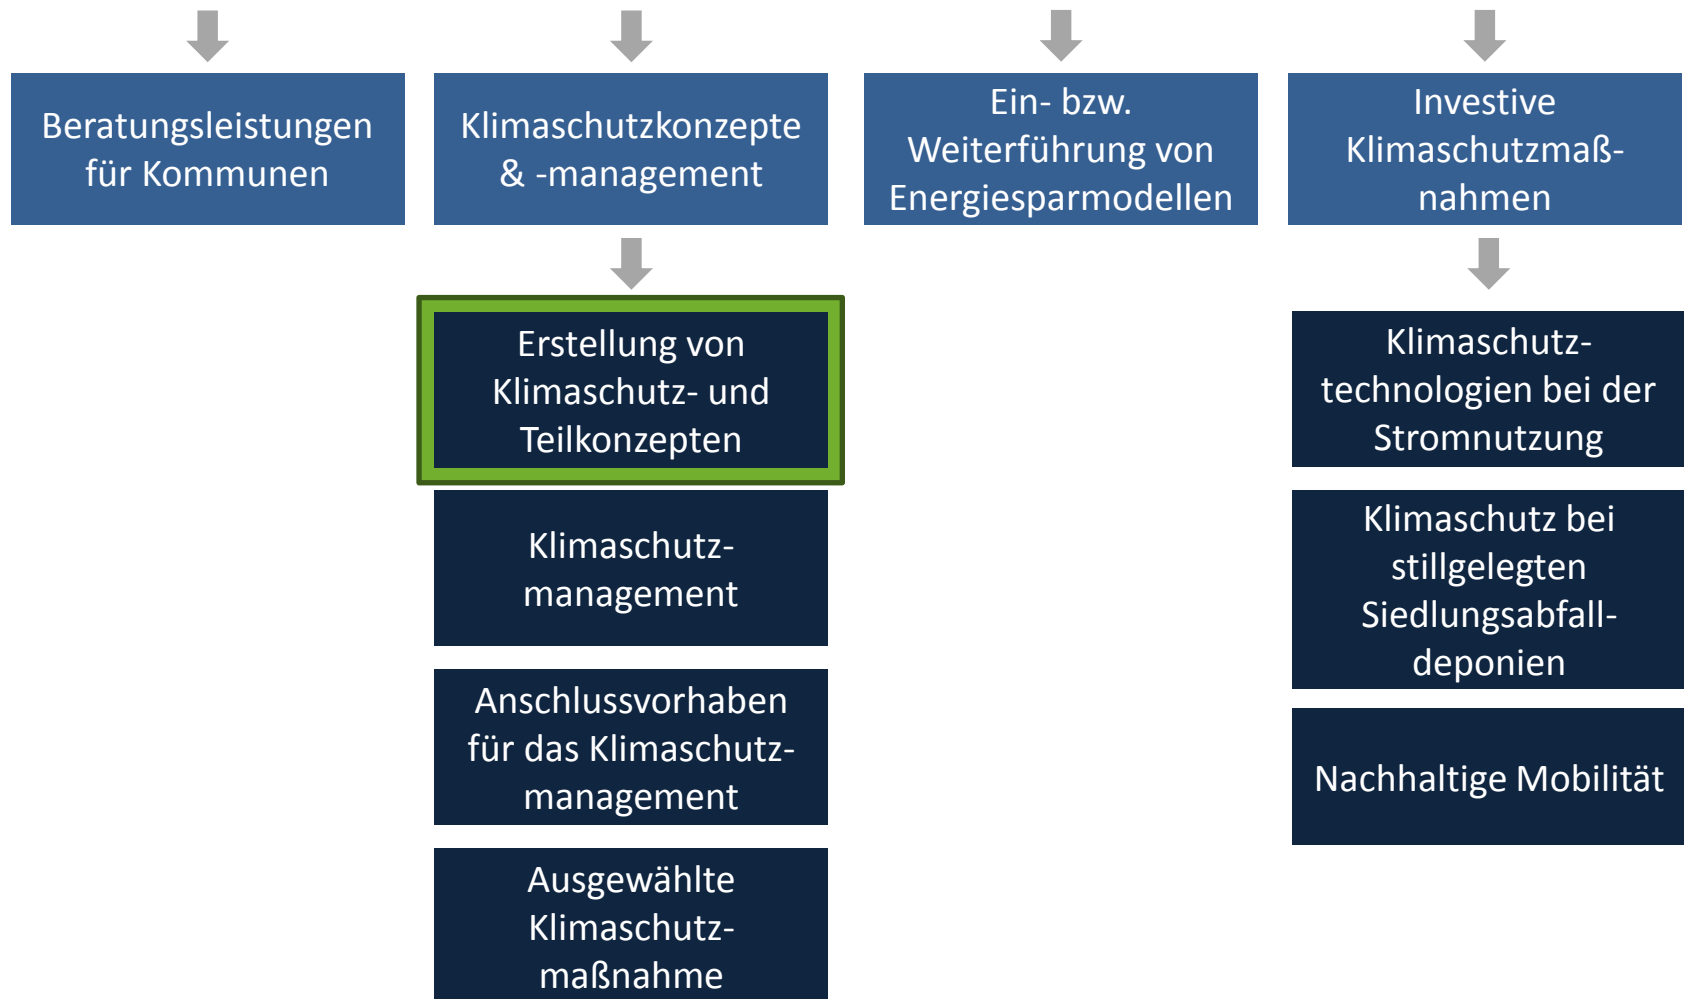 Beratungsleistungen
für Kommunen
Klimaschutzkonzepte
& -management
Ein- bzw.
Weiterführung von
Energiesparmodellen
Investive
Klimaschutzmaß-
nahmen
Erstellung von
Klimaschutz- und
Teilkonzepten
Klimaschutz-
management
Anschlussvorhaben
für das Klimaschutz-
management
Ausgewählte
Klimaschutz-
maßnahme
Klimaschutz-
technologien bei der
Stromnutzung
Klimaschutz bei
stillgelegten
Siedlungsabfall-
deponien
Nachhaltige Mobilität